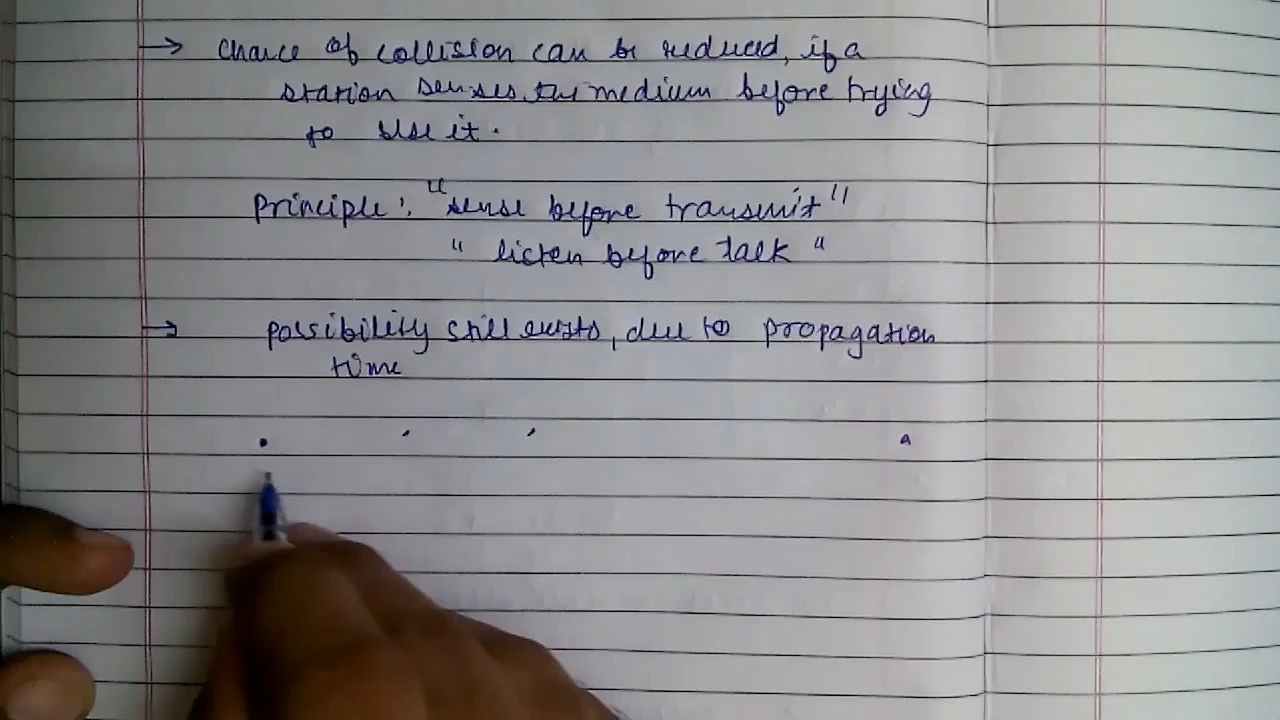 → Chance of collision can be reduced, if a
station senses the medium before trying
to use it.
Principle: "sense before transmit"
" listen before talk "
→ possibility still exists, due to propagation
time